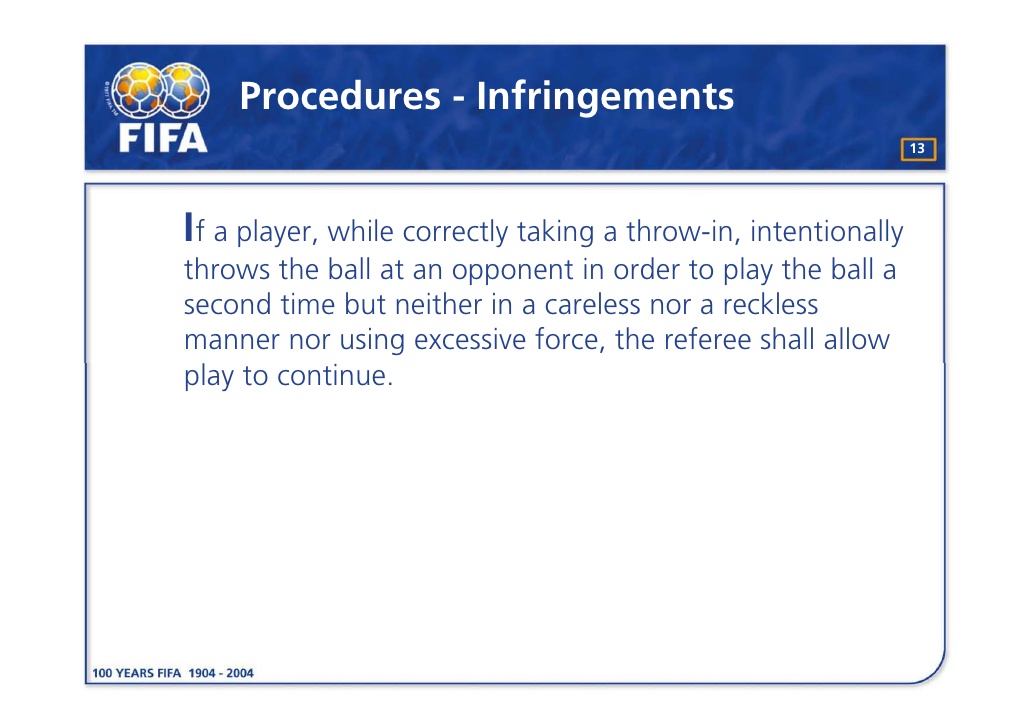 Procedures - Infringements
FIFA
13
If a player, while correctly taking a throw-in, intentionally
throws the ball at an opponent in order to play the ball a
second time but neither in a careless nor a reckless
manner nor using excessive force, the referee shall allow
play to continue.
100 YEARS FIFA 1904 - 2004